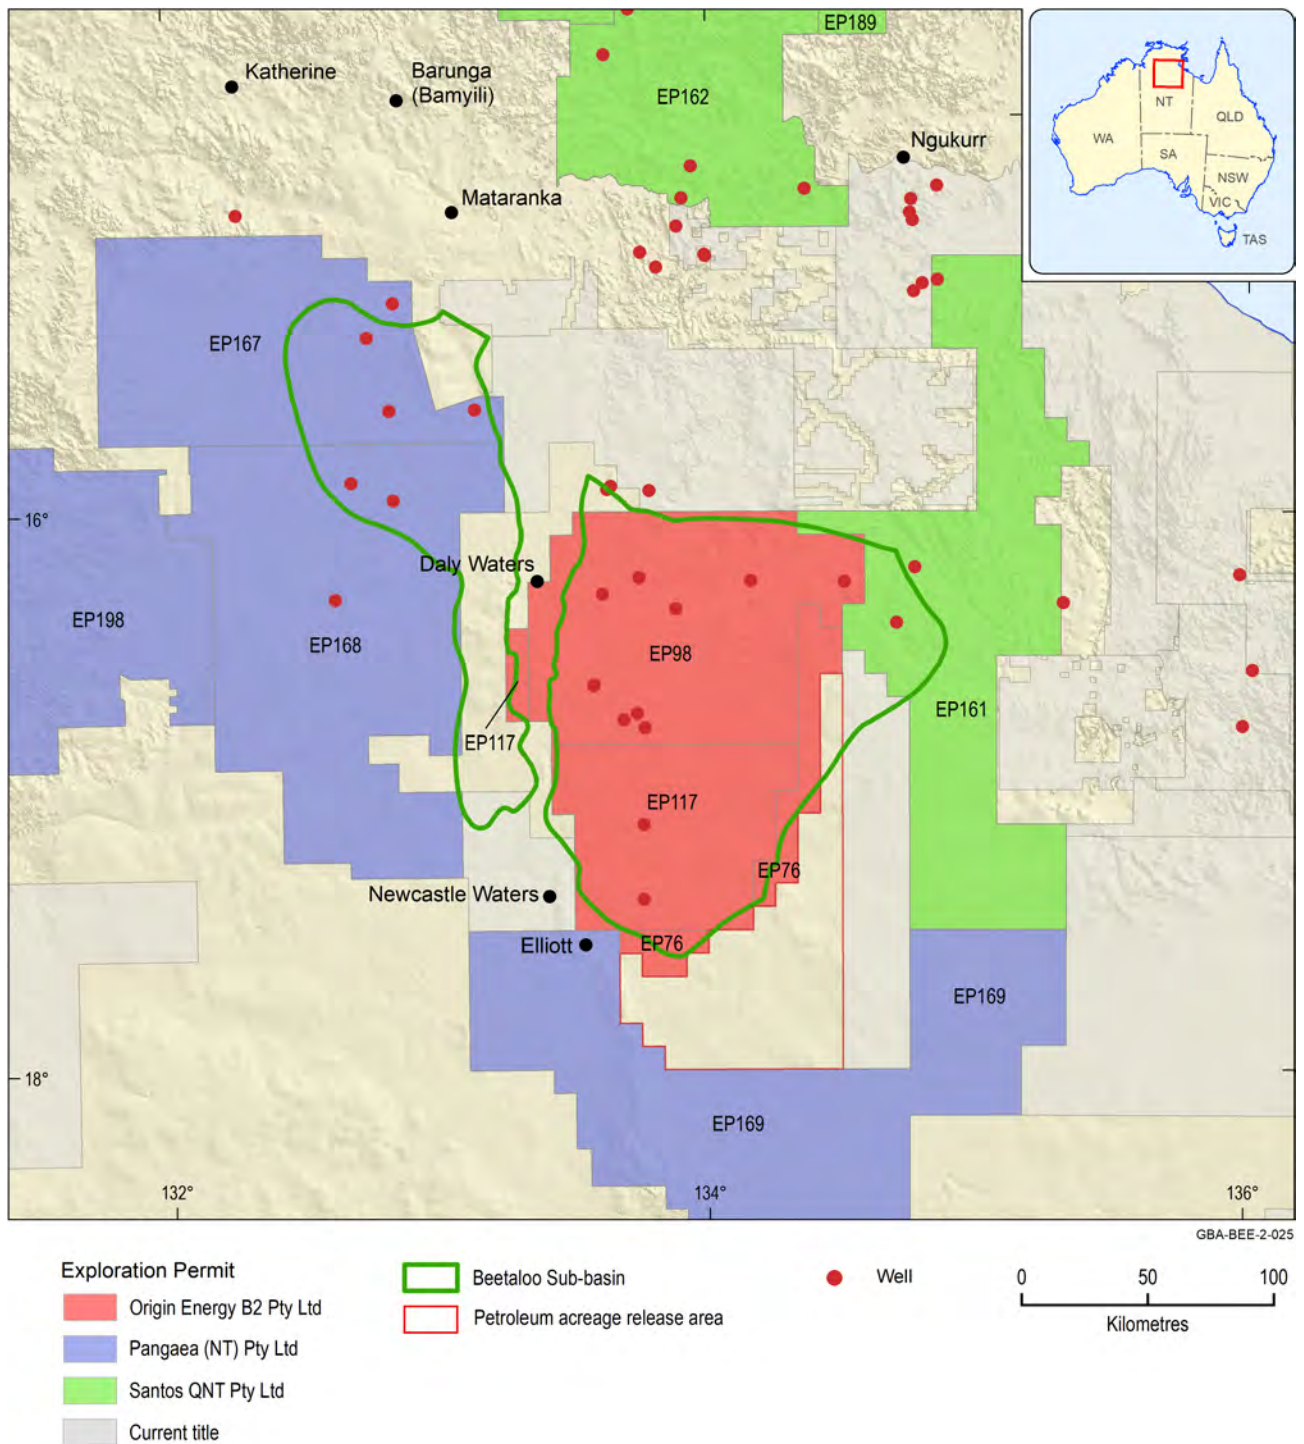 EP189
Katherine
Barunga
(Bamyili)
EP162
NT
QLD
WA
SA
NSW
VIC
TAS
Ngukurr
Mataranka
EP167
16°
Daly Waters
EP198
EP168
EP98
EP161
EP117
EP117
EP76
Newcastle Waters
Elliott
EP76
EP169
18°
EP169
132°
134°
136°
GBA-BEE-2-025
Exploration Permit
Origin Energy B2 Pty Ltd
Pangaea (NT) Pty Ltd
Santos QNT Pty Ltd
Current title
Beetaloo Sub-basin
Petroleum acreage release area
Well
0 50 100
Kilometres